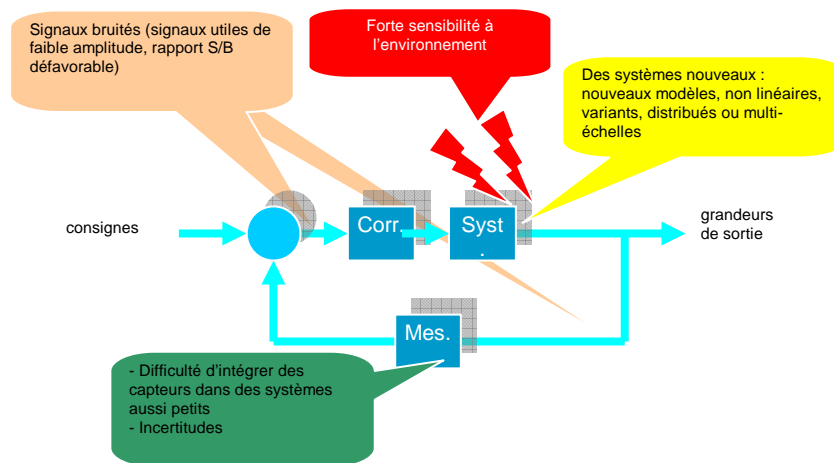 Signaux bruités (signaux utiles de
faible amplitude, rapport S/B
défavorable)
Forte sensibilité à
l'environnement
Des systèmes nouveaux :
nouveaux modèles, non linéaires,
variants, distribués ou multi-
échelles
consignes
Corr.
Syst
.
grandeurs
de sortie
Mes.
- Difficulté d'intégrer des
capteurs dans des systèmes
aussi petits
- Incertitudes